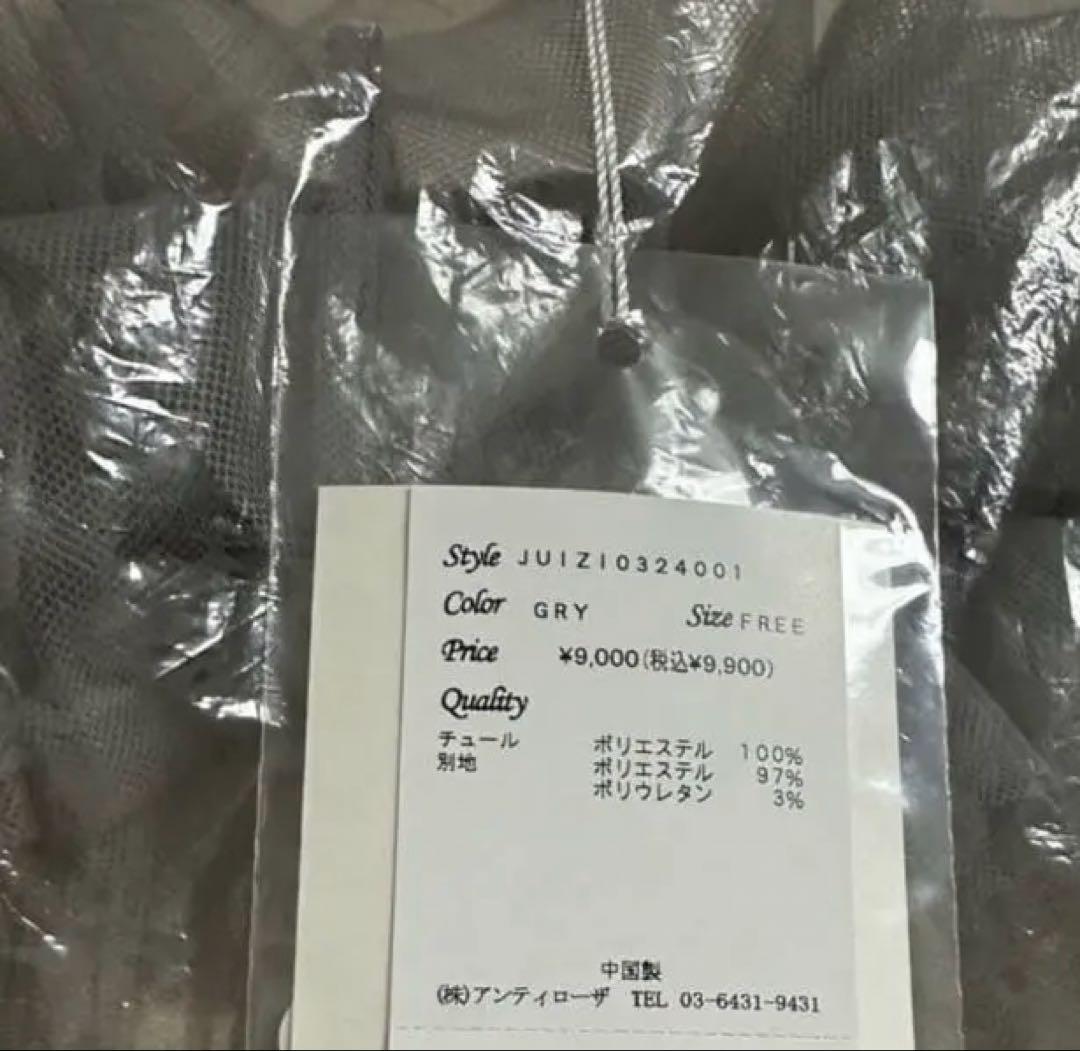 Style JUIZI0324001
Color GRY Size FREE
Price ¥9,000(税込¥9,900)
Quality
チュール ポリエステル 100%
別地 ポリエステル 97%
ポリウレタン 3%
中国製
(株)アンティローザ TEL 03-6431-9431